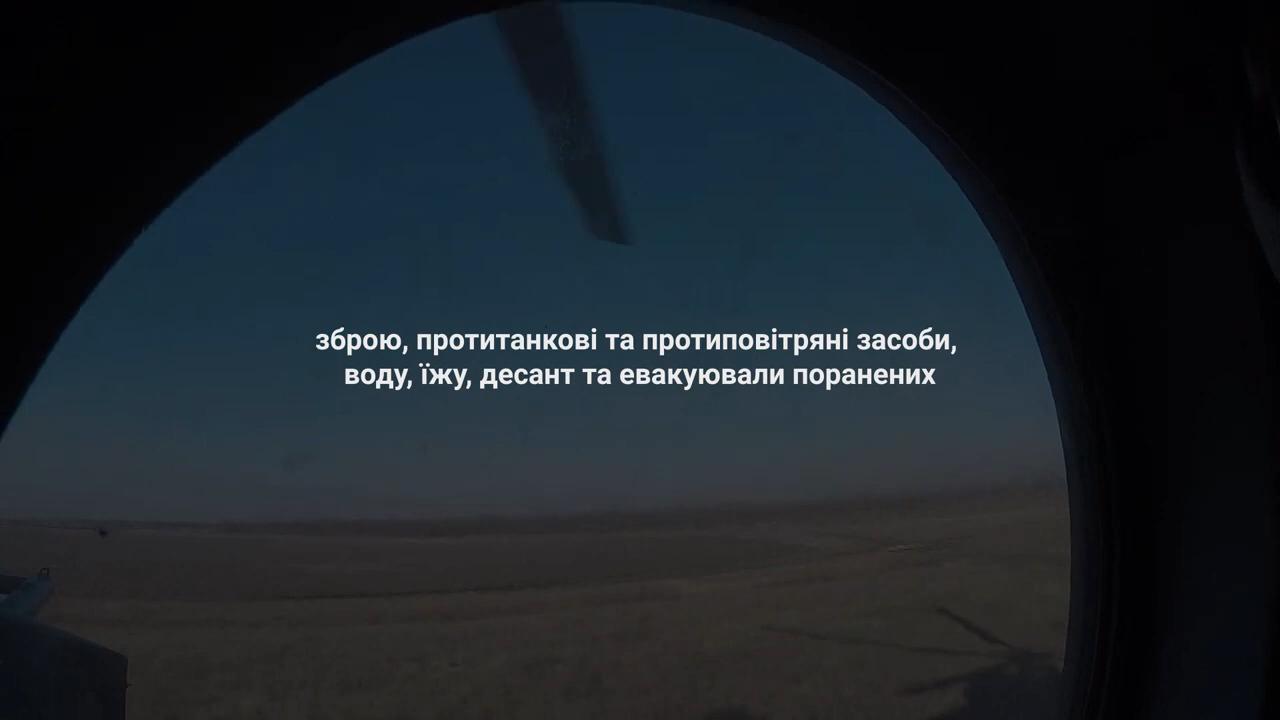 зброю, протитанкові та протиповітряні засоби,
воду, їжу, десант та евакуювали поранених